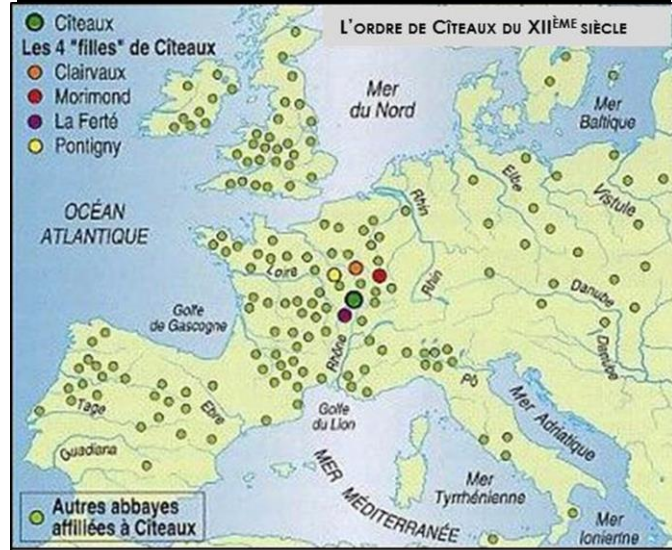 L'ORDRE DE CÎTEAUX DU XIIÈME SIÈCLE
Cîteaux
Les 4 "filles" de Cîteaux
Clairvaux
Morimond
La Ferté
Pontigny
Mer
du Nord
Mer
Baltique
OCÉAN
ATLANTIQUE
Elbe
Vistule
Rhin
Rhin
Loire
Danube
Danube
Golfe
de Gascogne
Rhône
Pô
Golfe
du Lion
Tage
Ebre
Guadiana
Mer Adriatique
MER MÉDITERRANÉE
Mer
Tyrrhénienne
Mer
Ionienne
Autres abbayes
affiliées à Cîteaux